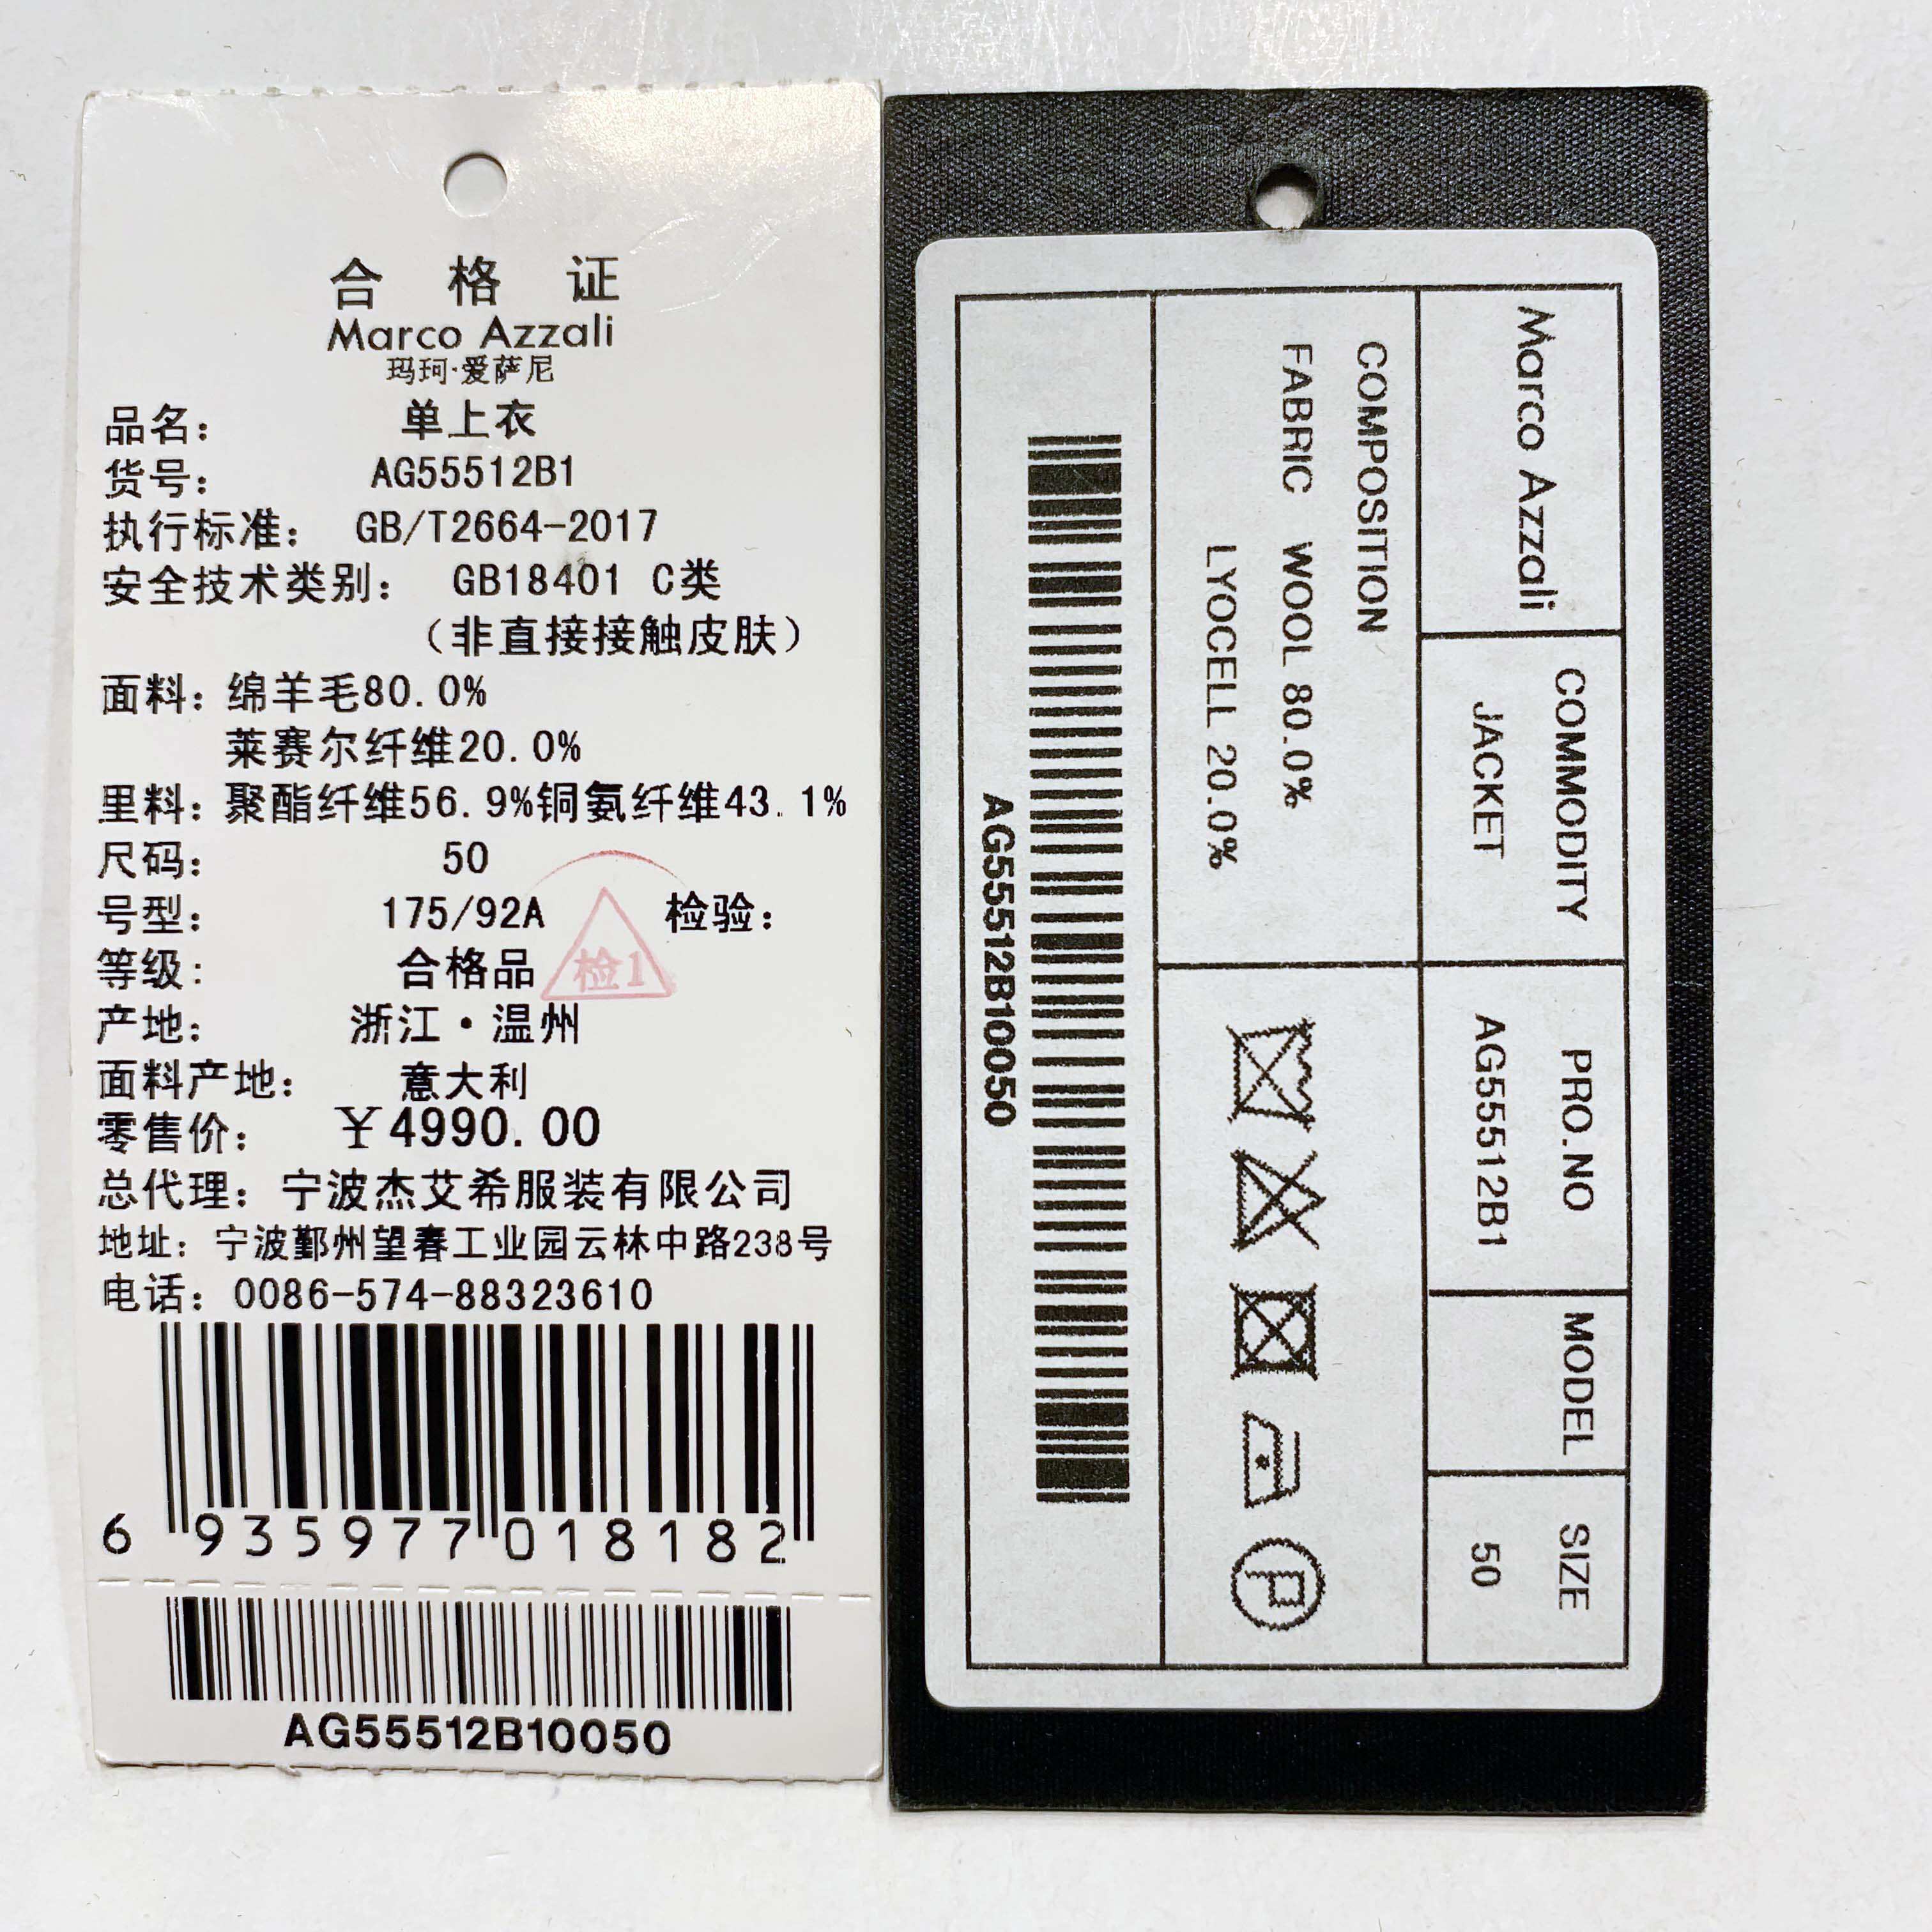 合 格 证
Marco Azzali
玛珂·爱萨尼
品名： 单上衣
货号： AG55512B1
执行标准： GB/T2664-2017
安全技术类别： GB18401 C类
（非直接接触皮肤）
面料：绵羊毛80.0%
莱赛尔纤维20.0%
里料：聚酯纤维56.9%铜氨纤维43.1%
尺码： 50
号型： 175/92A 检验：
等级： 合格品 检1
产地： 浙江·温州
面料产地： 意大利
零售价： ￥4990.00
总代理：宁波杰艾希服装有限公司
地址：宁波鄞州望春工业园云林中路238号
电话：0086-574-88323610
6 935977 018182
AG55512B10050
Marco Azzali COMMODITY PRO.NO MODEL SIZE
JACKET AG55512B1 50
COMPOSITION
FABRIC WOOL 80.0%
LYOCELL 20.0%
P
AG55512B10050